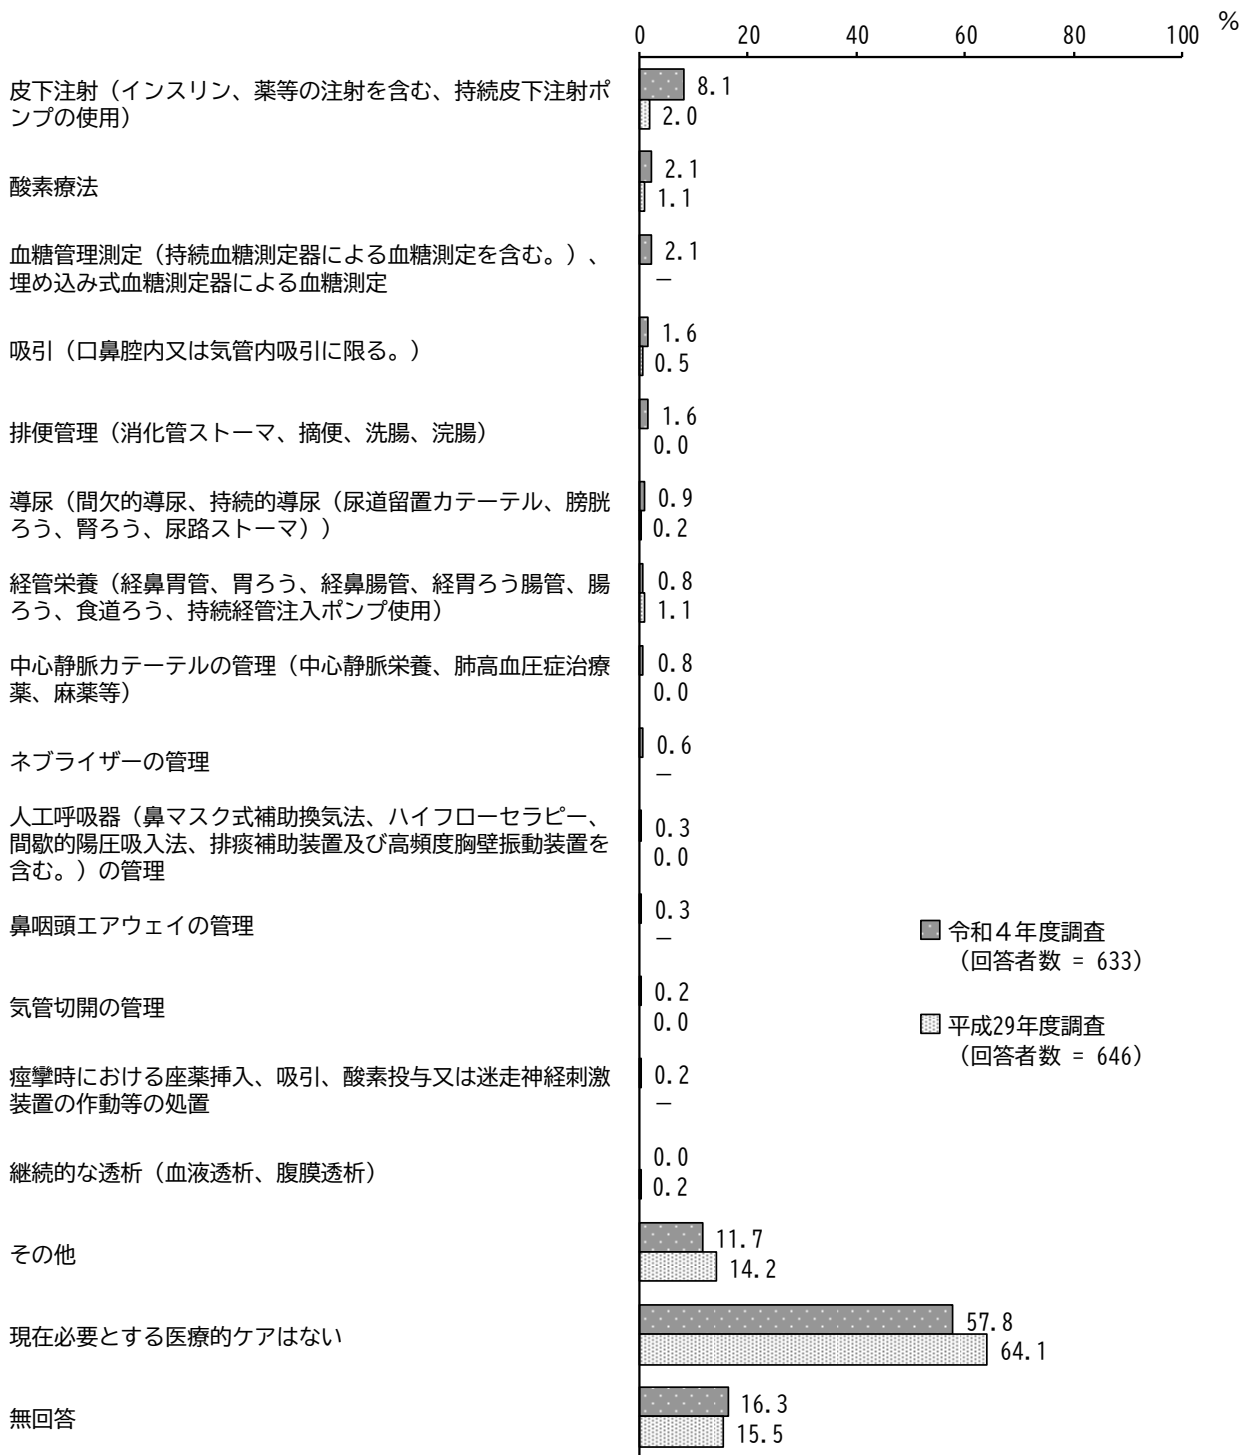 %
0 20 40 60 80 100
皮下注射（インスリン、薬等の注射を含む、持続皮下注射ポ
ンプの使用）
8.1
2.0
酸素療法
2.1
1.1
血糖管理測定（持続血糖測定器による血糖測定を含む。）、
埋め込み式血糖測定器による血糖測定
2.1
－
吸引（口鼻腔内又は気管内吸引に限る。）
1.6
0.5
排便管理（消化管ストーマ、摘便、洗腸、浣腸）
1.6
0.0
導尿（間欠的導尿、持続的導尿（尿道留置カテーテル、膀胱
ろう、腎ろう、尿路ストーマ））
0.9
0.2
経管栄養（経鼻胃管、胃ろう、経鼻腸管、経胃ろう腸管、腸
ろう、食道ろう、持続経管注入ポンプ使用）
0.8
1.1
中心静脈カテーテルの管理（中心静脈栄養、肺高血圧症治療
薬、麻薬等）
0.8
0.0
ネブライザーの管理
0.6
－
人工呼吸器（鼻マスク式補助換気法、ハイフローセラピー、
間歇的陽圧吸入法、排痰補助装置及び高頻度胸壁振動装置を
含む。）の管理
0.3
0.0
鼻咽頭エアウェイの管理
0.3
－
気管切開の管理
0.2
0.0
痙攣時における座薬挿入、吸引、酸素投与又は迷走神経刺激
装置の作動等の処置
0.2
－
継続的な透析（血液透析、腹膜透析）
0.0
0.2
その他
11.7
14.2
現在必要とする医療的ケアはない
57.8
64.1
無回答
16.3
15.5
令和４年度調査
（回答者数 = 633）
平成29年度調査
（回答者数 = 646）